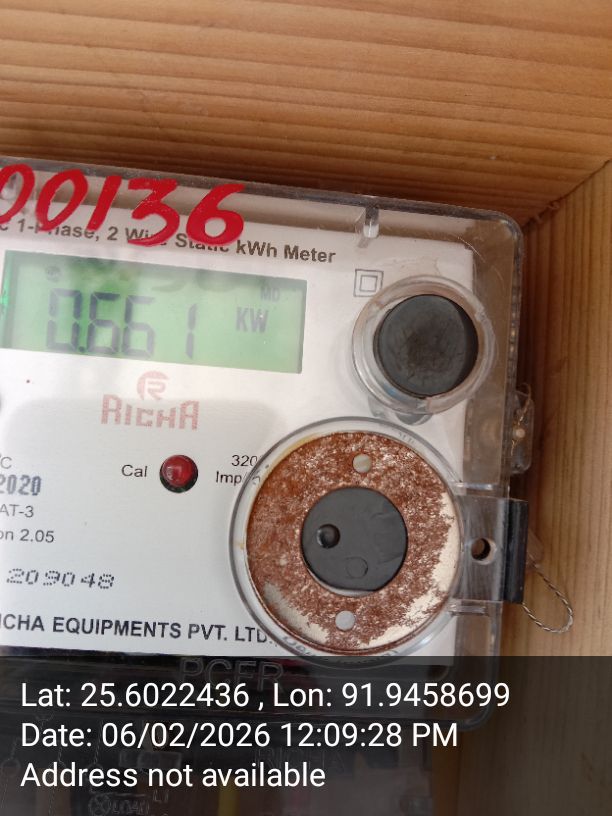 00136
c 1-Phase, 2 Wire Static kWh Meter
MD
0.661 KW
RICHA
°C
320
Cal
Imp/
2020
AT-3
on 2.05
209048
ICHA EQUIPMENTS PVT. LTD.
Lat: 25.6022436 , Lon: 91.9458699
Date: 06/02/2026 12:09:28 PM
Address not available